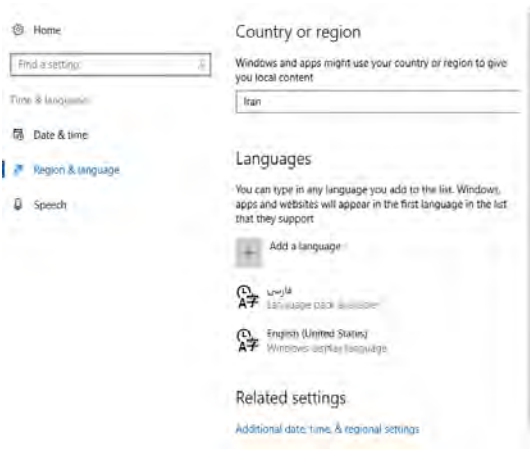 Home
Find a setting
Time & language
Date & time
Region & language
Speech
Country or region
Windows and apps might use your country or region to give
you local content
Iran
Languages
You can type in any language you add to the list. Windows,
apps and websites will appear in the first language in the list
that they support
Add a language
فارسی
Language pack available
English (United States)
Windows display language
Related settings
Additional date, time, & regional settings